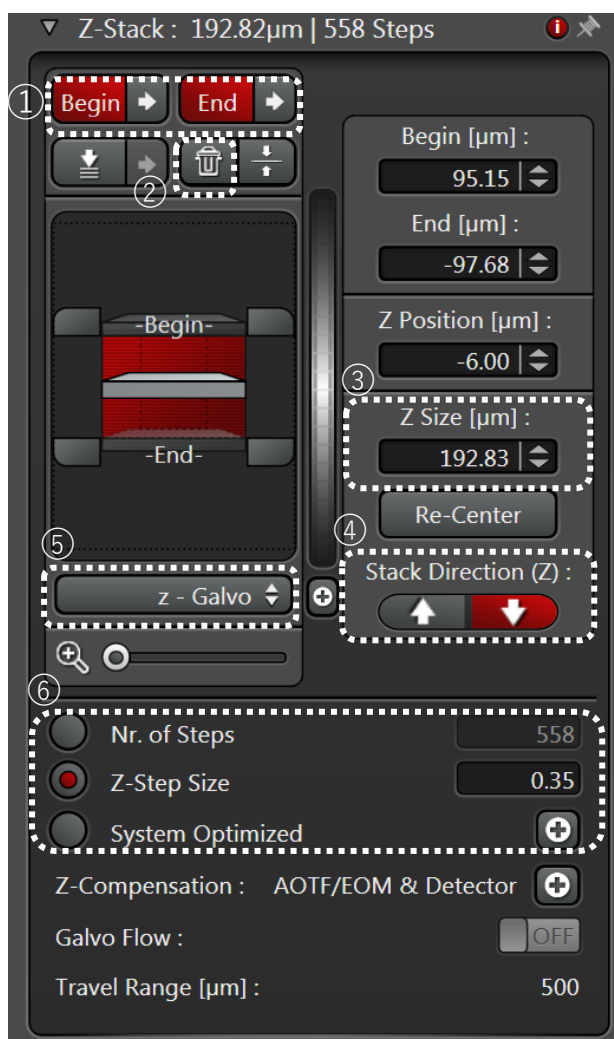 Z-Stack : 192.82µm | 558 Steps
①
Begin
End
②
Begin [µm] :
95.15
End [µm] :
-97.68
-Begin-
-End-
Z Position [µm] :
-6.00
③
Z Size [µm] :
192.83
Re-Center
④
Stack Direction (Z) :
⑤
z - Galvo
⑥
Nr. of Steps 558
Z-Step Size 0.35
System Optimized
Z-Compensation : AOTF/EOM & Detector
Galvo Flow : OFF
Travel Range [µm] : 500